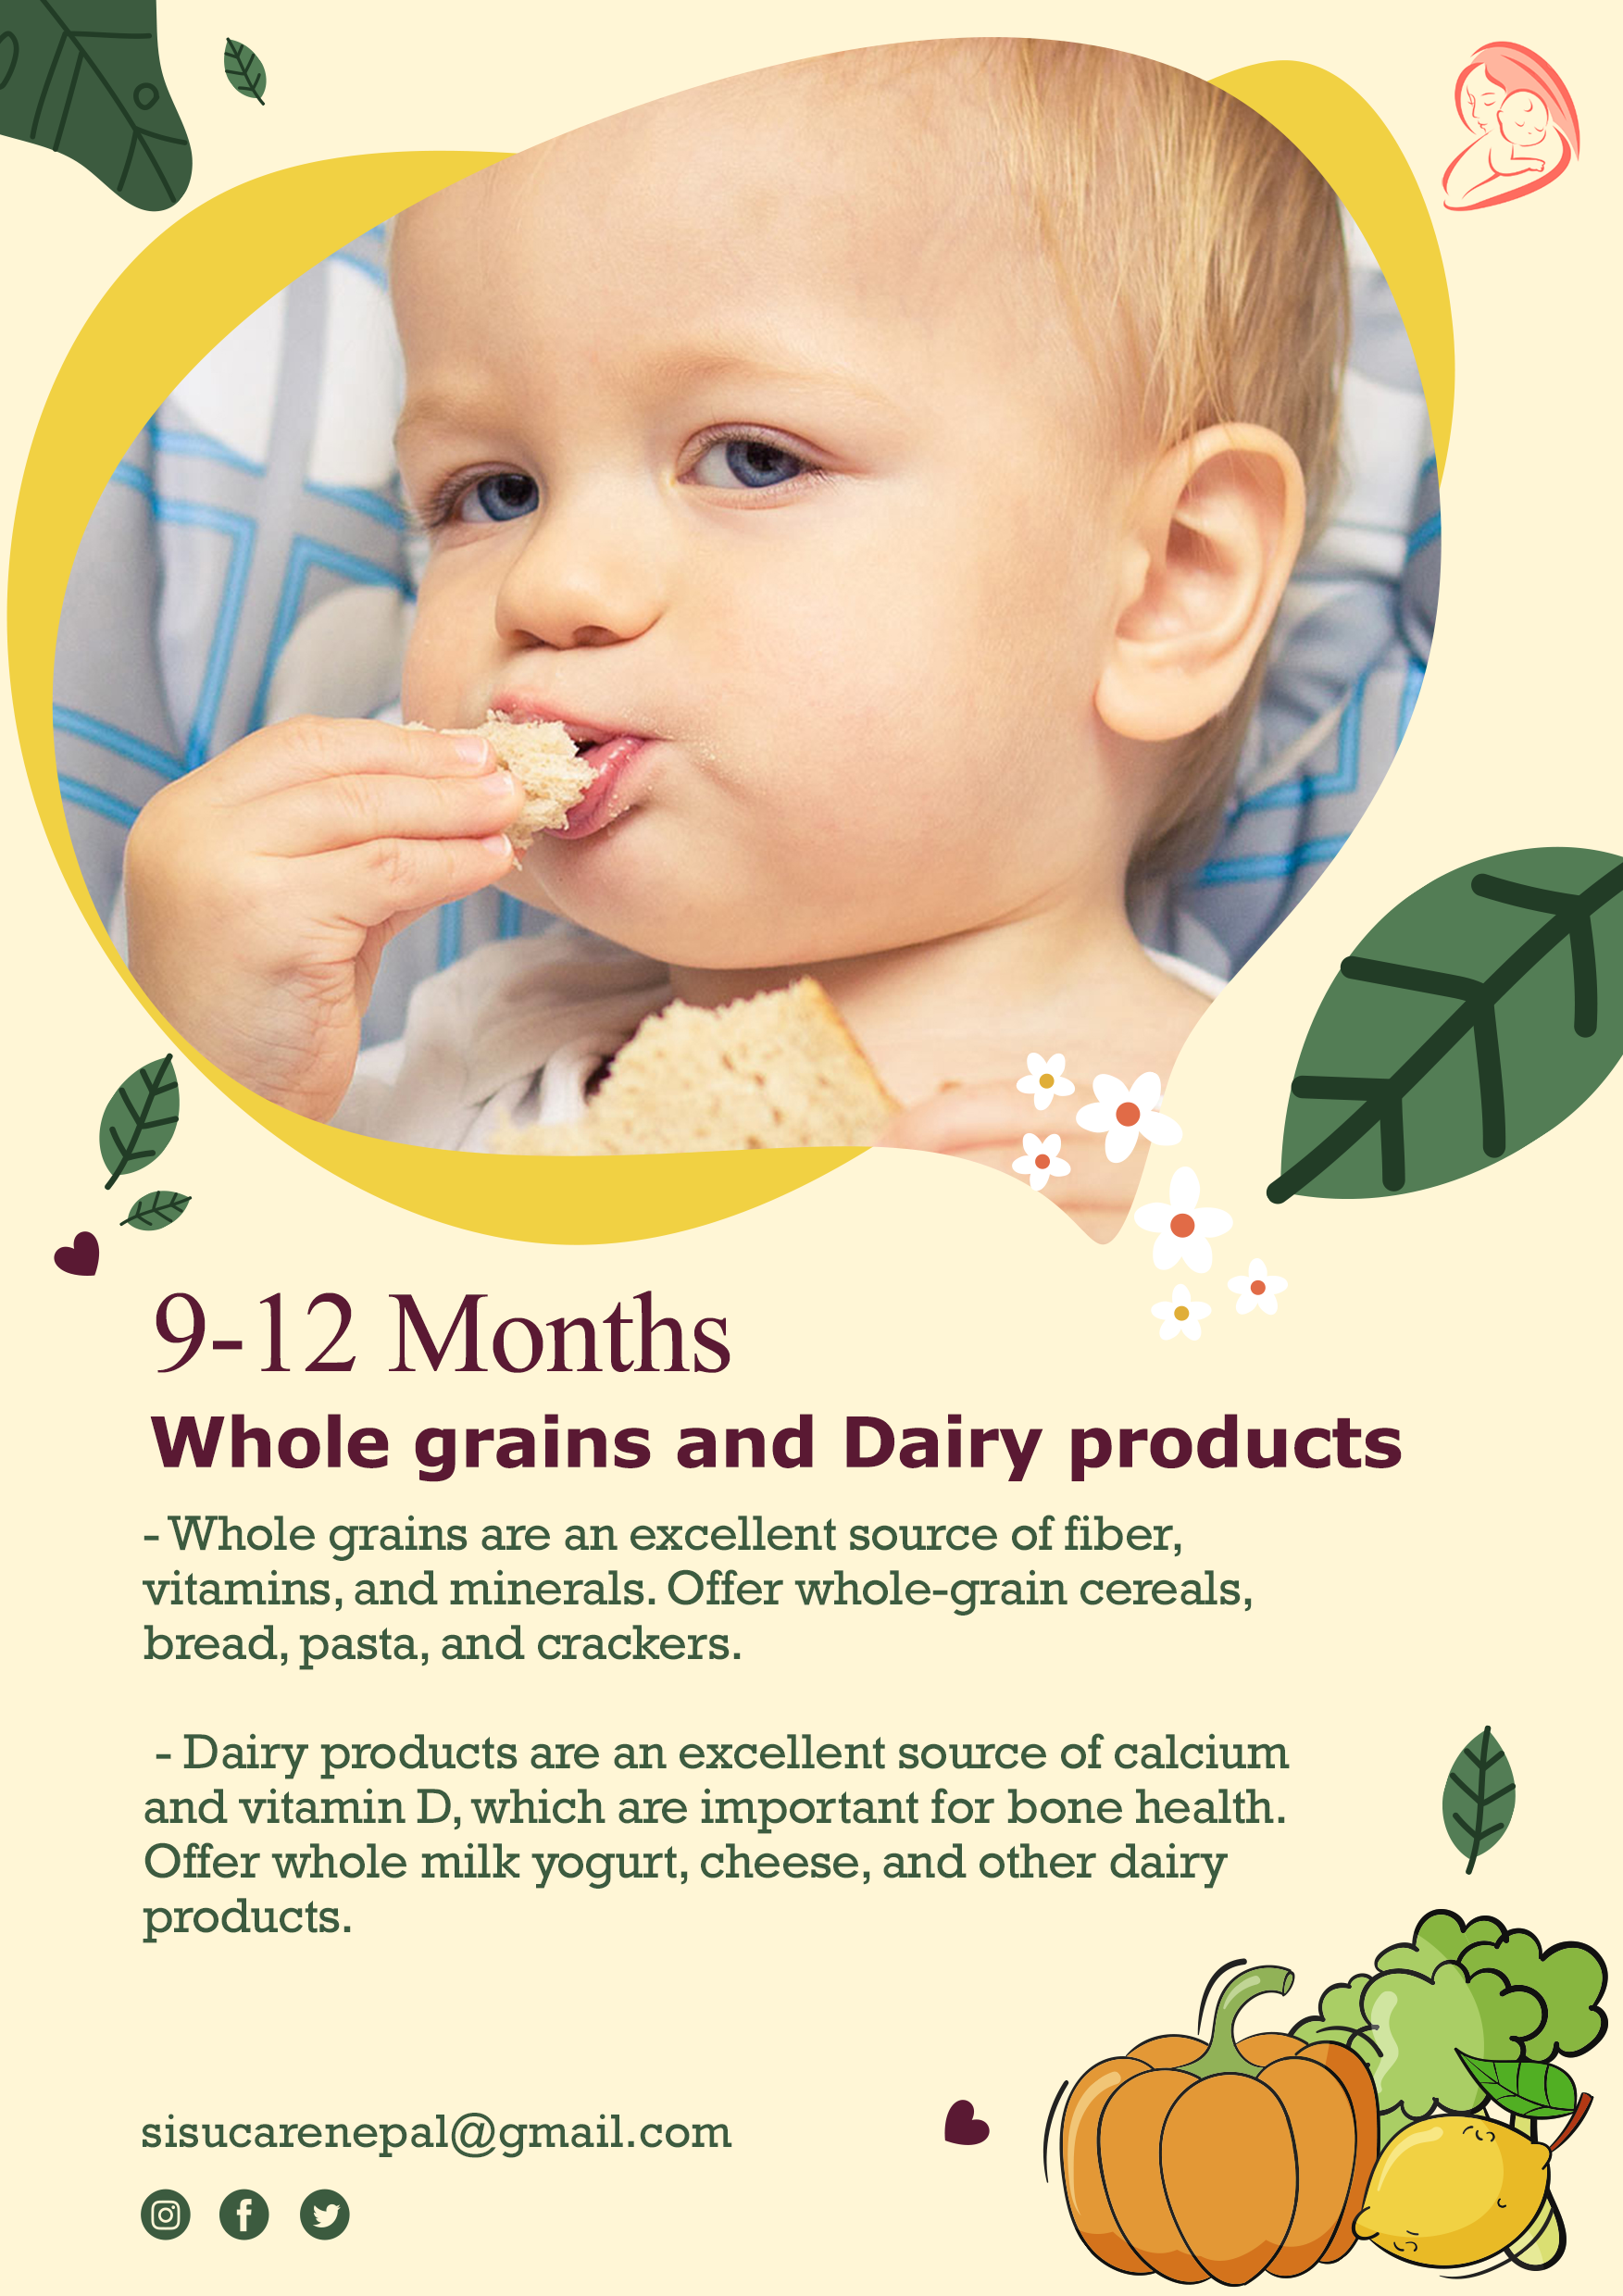 9-12 Months
Whole grains and Dairy products
- Whole grains are an excellent source of fiber,
vitamins, and minerals. Offer whole-grain cereals,
bread, pasta, and crackers.
- Dairy products are an excellent source of calcium
and vitamin D, which are important for bone health.
Offer whole milk yogurt, cheese, and other dairy
products.
sisucarenepal@gmail.com